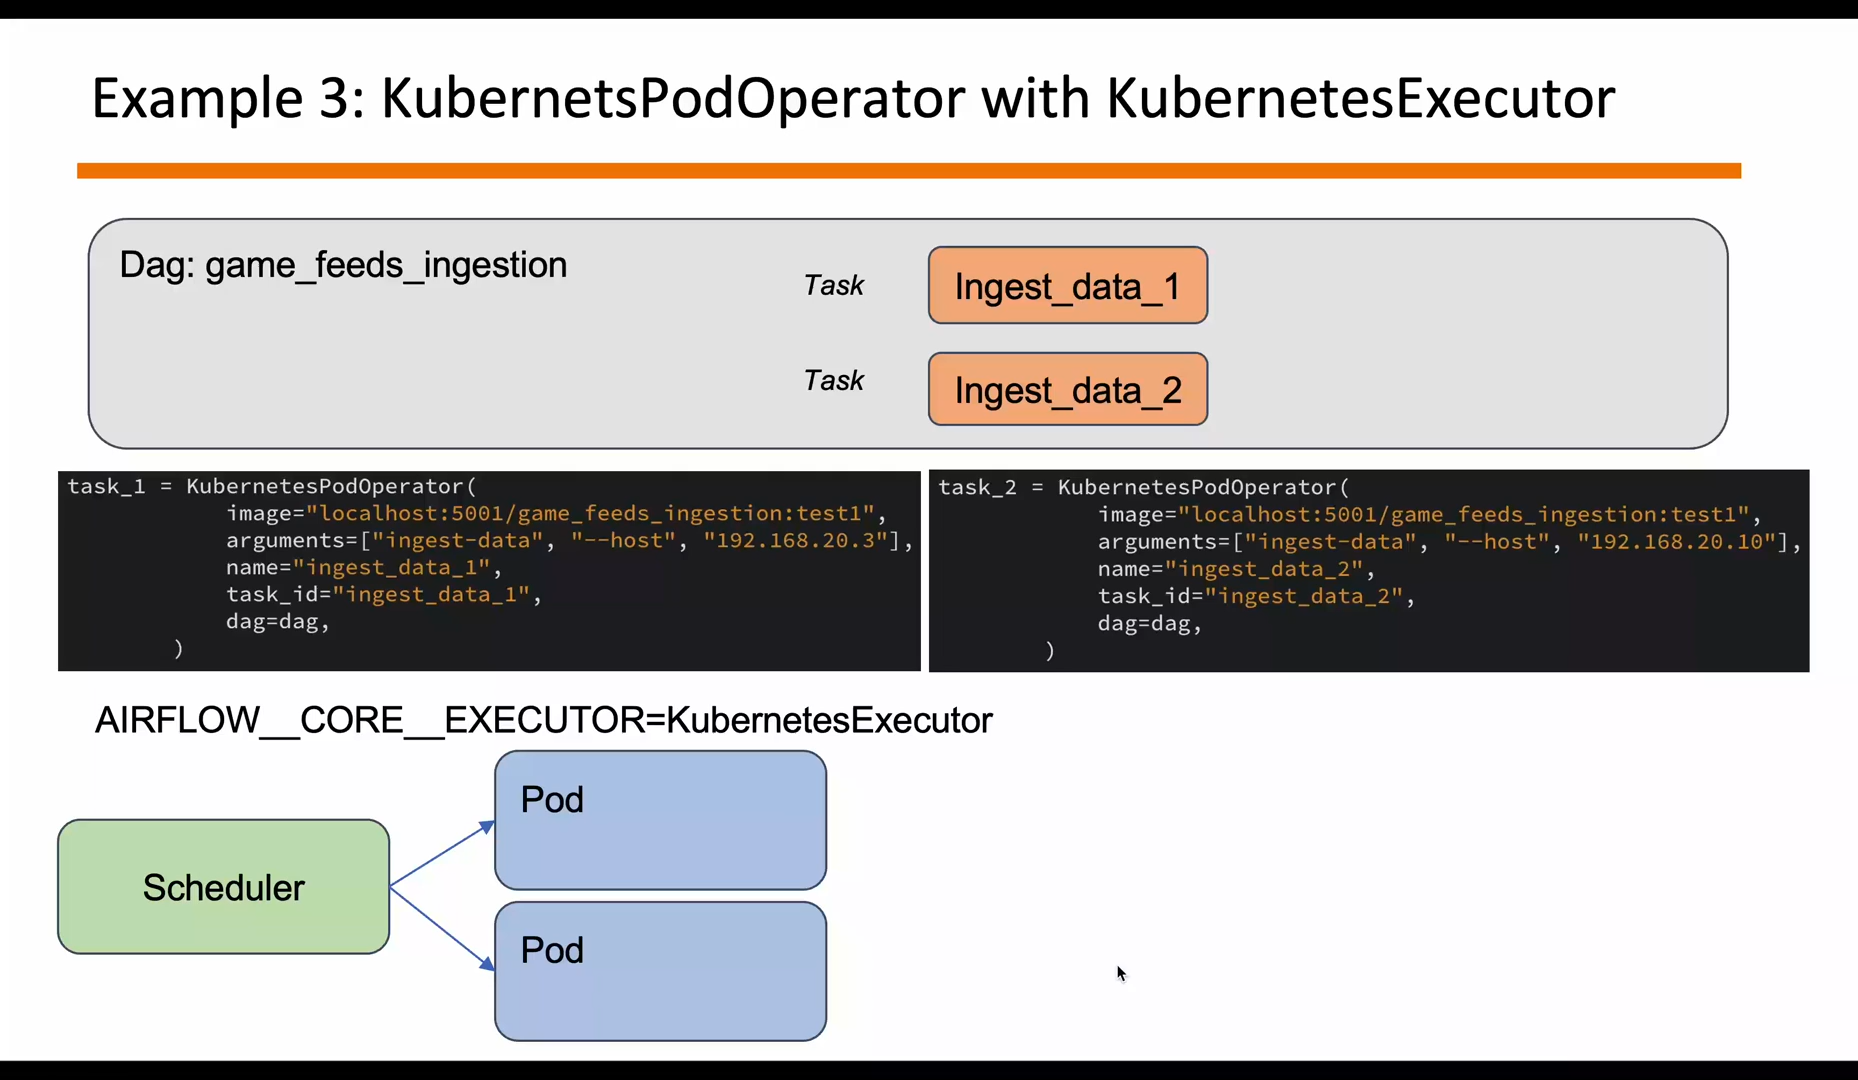 Example 3: KubernetsPodOperator with KubernetesExecutor
Dag: game_feeds_ingestion
Task
Ingest_data_1
Task
Ingest_data_2
task_1 = KubernetesPodOperator(
image="localhost:5001/game_feeds_ingestion:test1",
arguments=["ingest-data", "--host", "192.168.20.3"],
name="ingest_data_1",
task_id="ingest_data_1",
dag=dag,
)
task_2 = KubernetesPodOperator(
image="localhost:5001/game_feeds_ingestion:test1",
arguments=["ingest-data", "--host", "192.168.20.10"],
name="ingest_data_2",
task_id="ingest_data_2",
dag=dag,
)
AIRFLOW__CORE__EXECUTOR=KubernetesExecutor
Scheduler
Pod
Pod